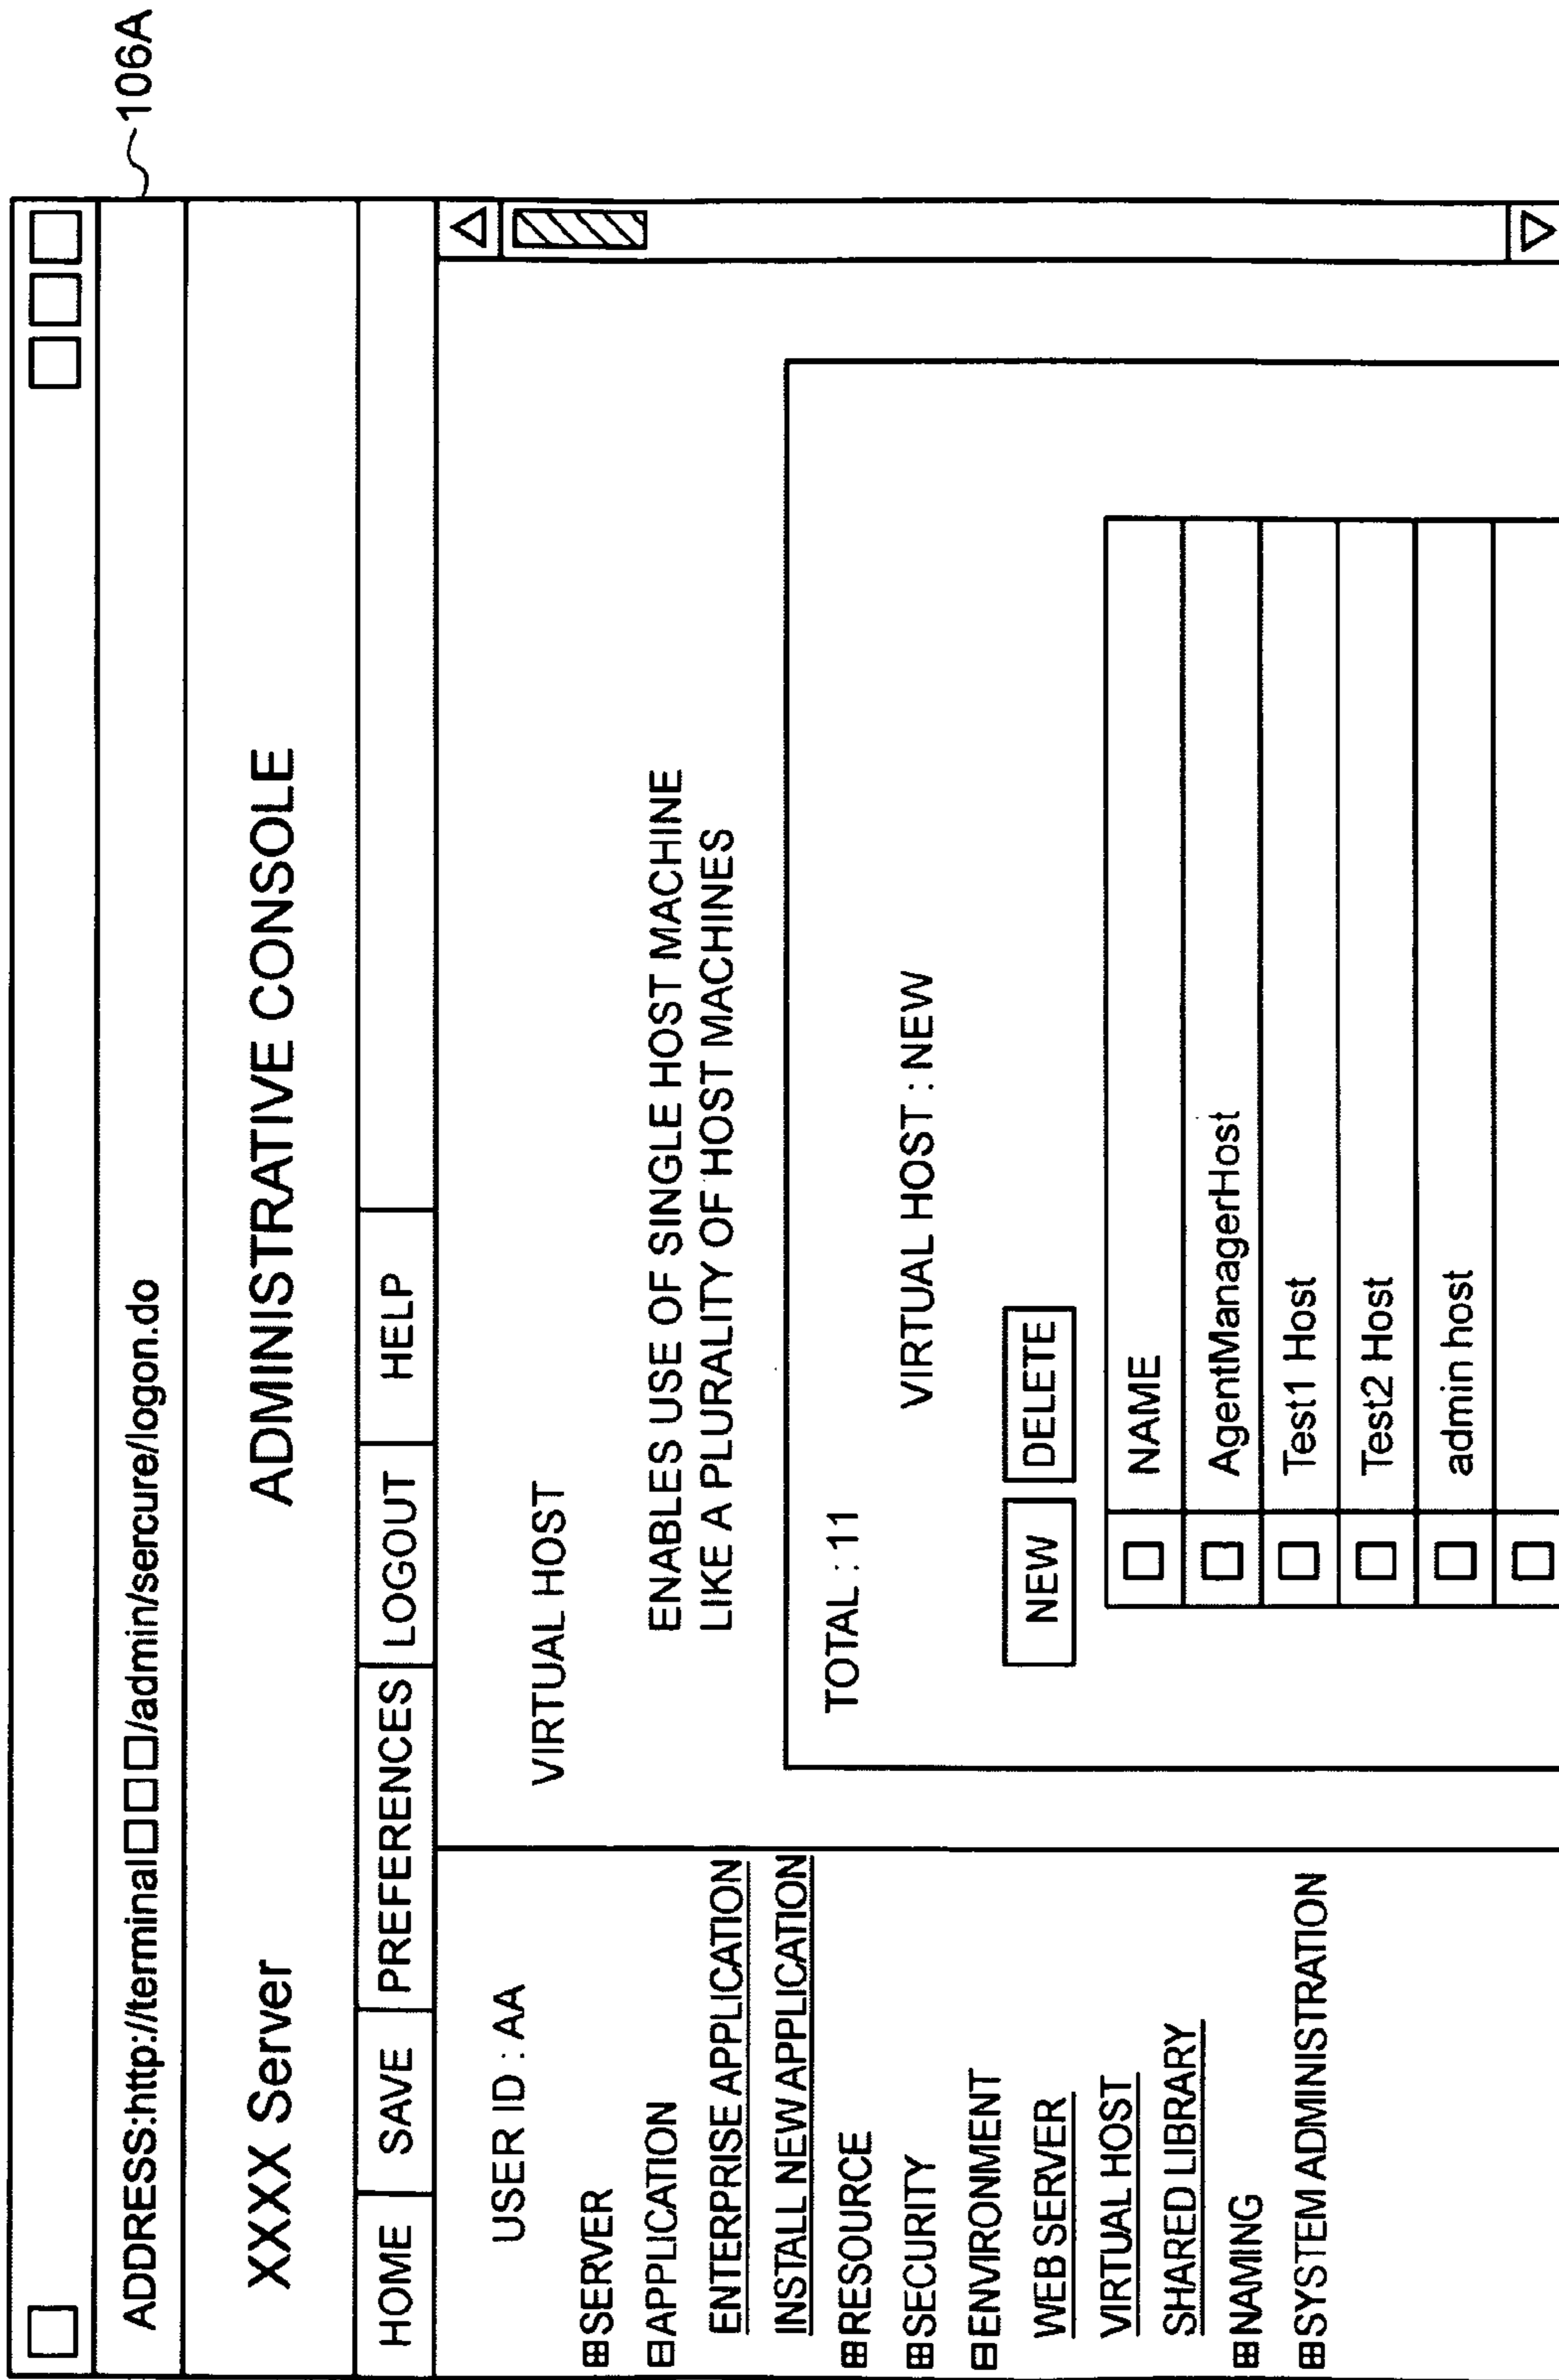 106A
ADDRESS:http://terminal□□□/admin/sercure/logon.do
XXXX Server ADMINISTRATIVE CONSOLE
HOME SAVE PREFERENCES LOGOUT HELP
USER ID : AA
⊞SERVER
⊟APPLICATION
ENTERPRISE APPLICATION
INSTALL NEW APPLICATION
⊞RESOURCE
⊞SECURITY
⊟ENVIRONMENT
WEB SERVER
VIRTUAL HOST
SHARED LIBRARY
⊞NAMING
⊞SYSTEM ADMINISTRATION
VIRTUAL HOST
ENABLES USE OF SINGLE HOST MACHINE
LIKE A PLURALITY OF HOST MACHINES
TOTAL : 11
VIRTUAL HOST : NEW
NEW DELETE
□ NAME
□ AgentManagerHost
□ Test1 Host
□ Test2 Host
□ admin host
□